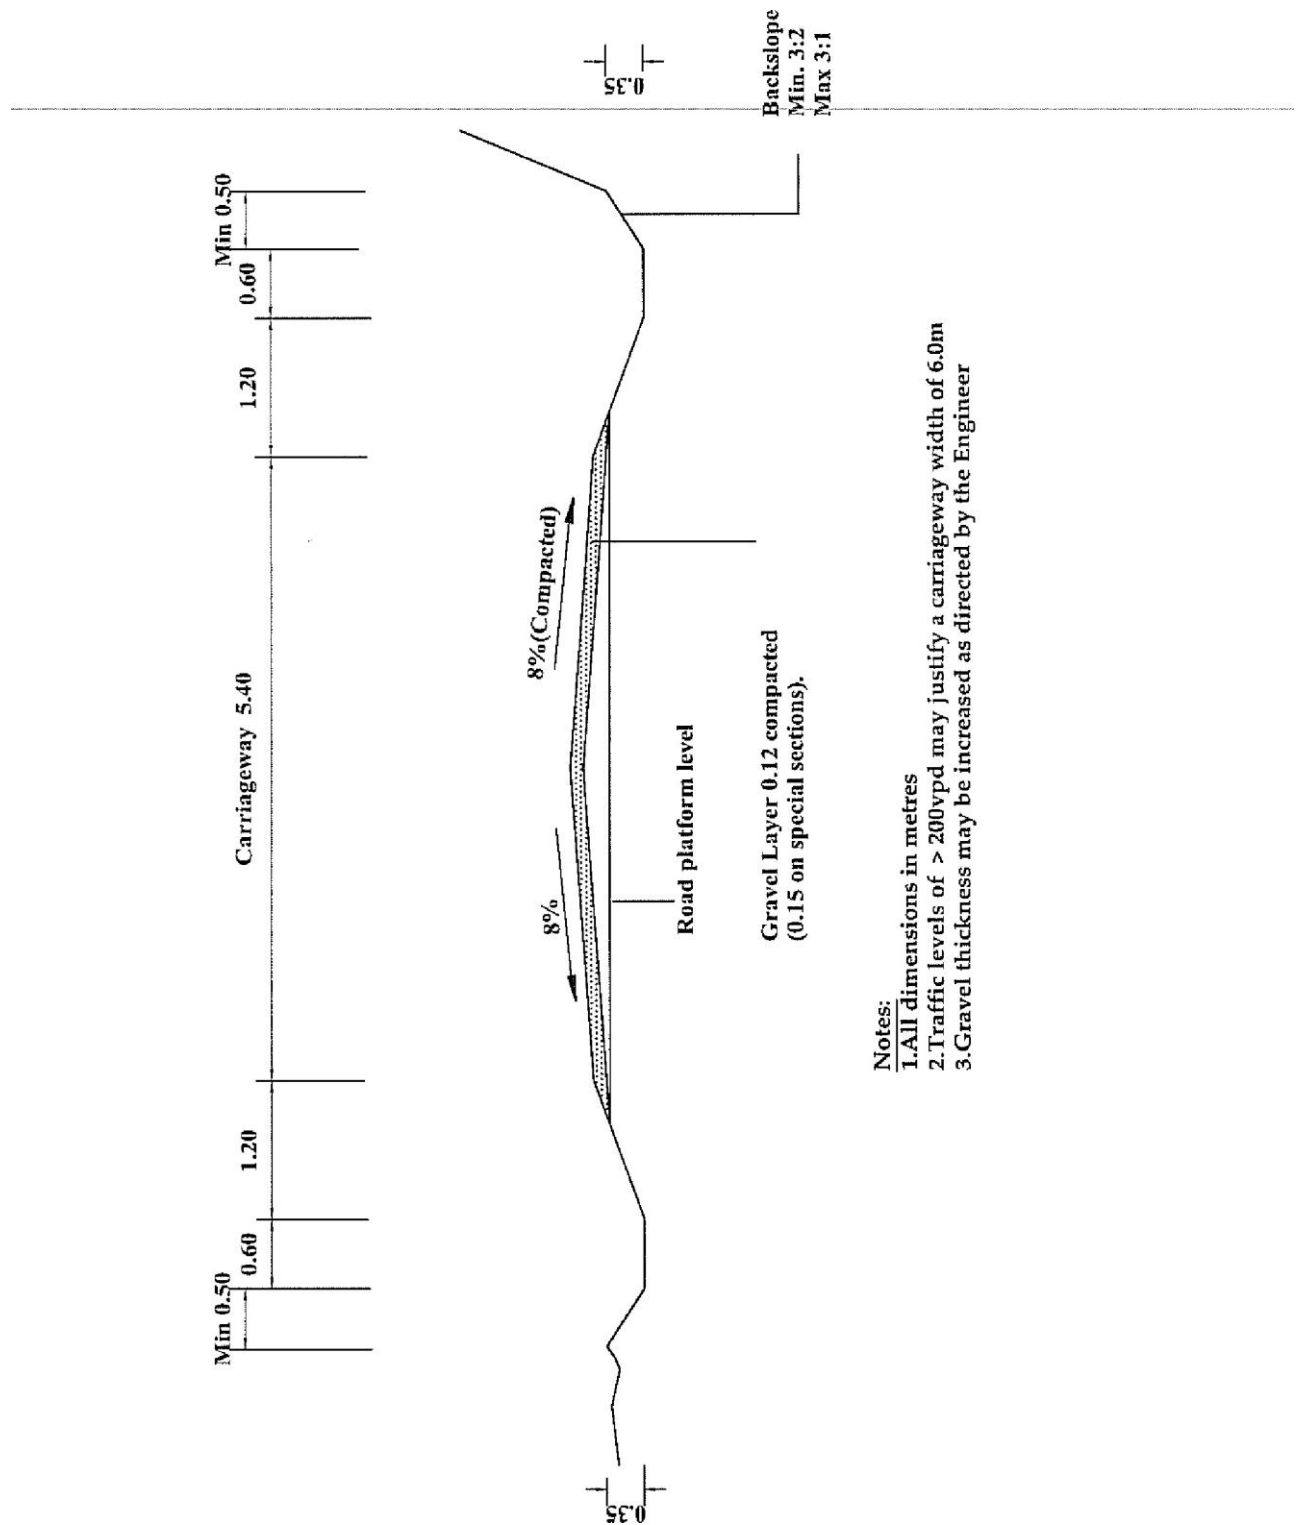 Min 0.50
0.60
1.20
Carriageway 5.40
1.20
0.60
Min 0.50
8%
8%(Compacted)
0.35
0.35
Road platform level
Gravel Layer 0.12 compacted
(0.15 on special sections).
Backslope
Min. 3:2
Max 3:1
Notes:
1.All dimensions in metres
2.Traffic levels of > 200vpd may justify a carriageway width of 6.0m
3.Gravel thickness may be increased as directed by the Engineer